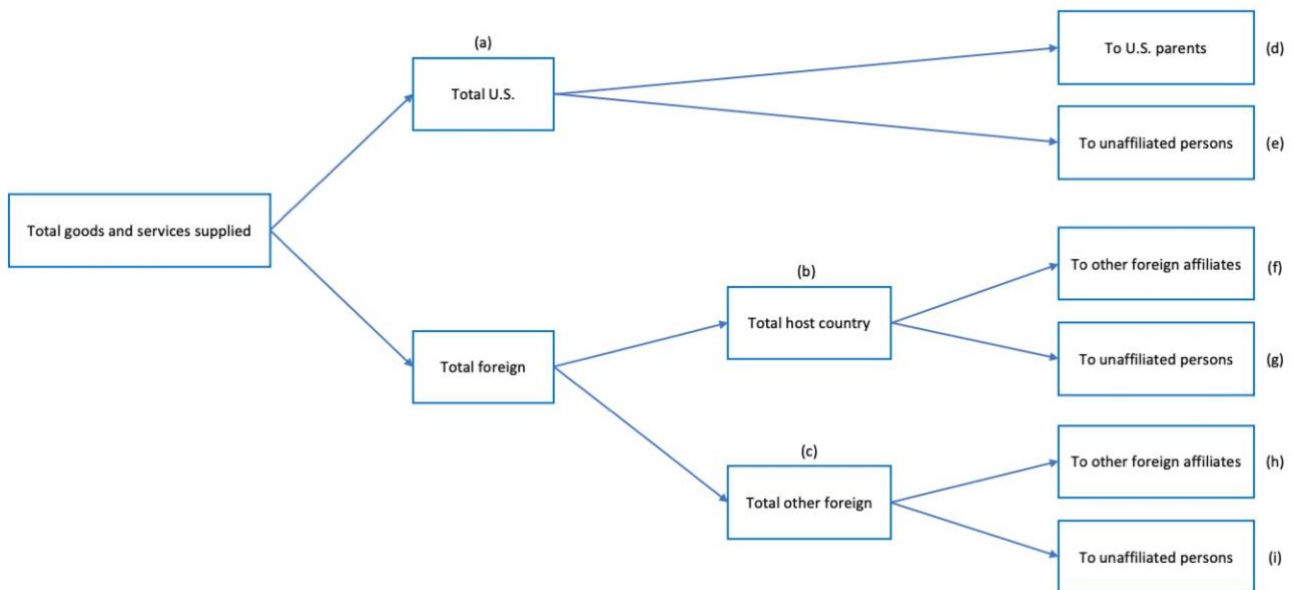 (a)
To U.S. parents (d)
Total U.S.
To unaffiliated persons (e)
Total goods and services supplied
To other foreign affiliates (f)
(b)
Total host country
To unaffiliated persons (g)
Total foreign
(c)
To other foreign affiliates (h)
Total other foreign
To unaffiliated persons (i)